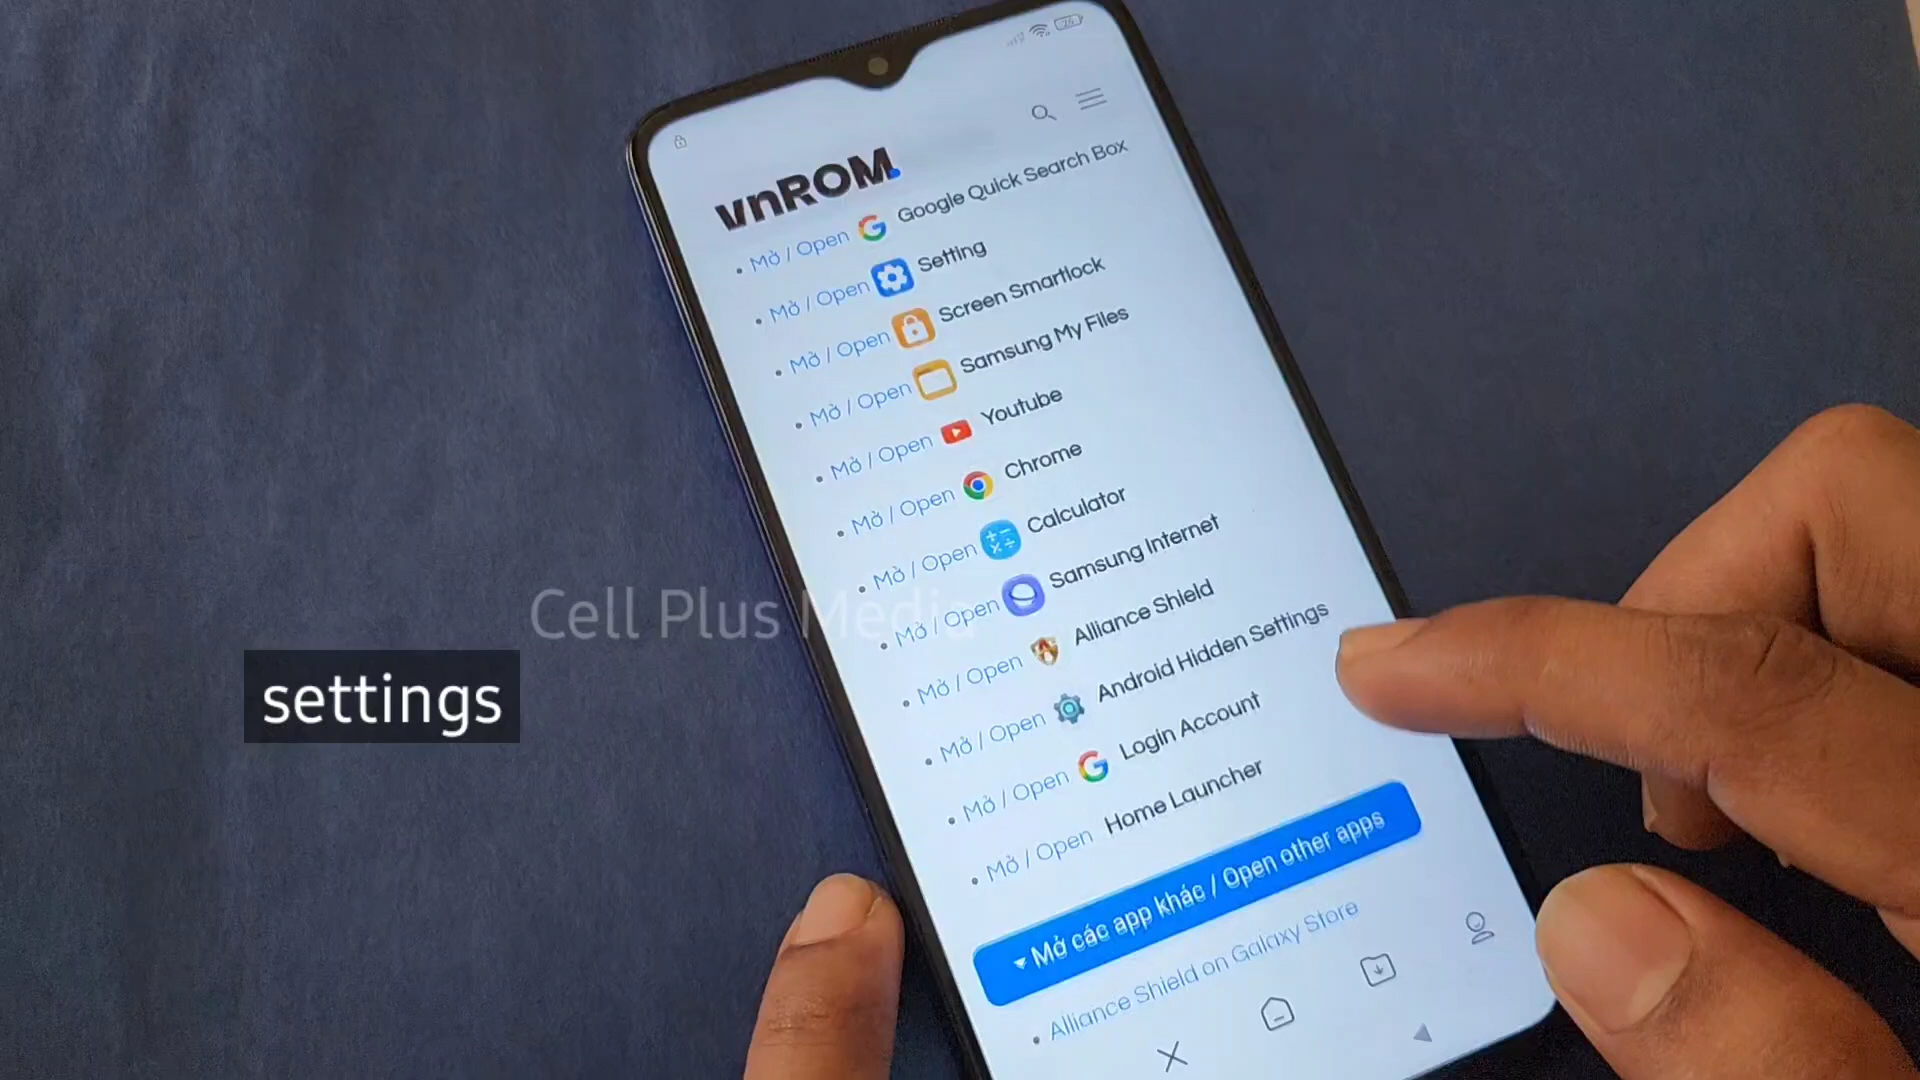 vnROM.
• Mở / Open Google Quick Search Box
• Mở / Open Setting
• Mở / Open Screen Smartlock
• Mở / Open Samsung My Files
• Mở / Open Youtube
• Mở / Open Chrome
• Mở / Open Calculator
• Mở / Open Samsung Internet
• Mở / Open Alliance Shield
• Mở / Open Android Hidden Settings
• Mở / Open Login Account
• Mở / Open Home Launcher
Mở các app khác / Open other apps
• Alliance Shield on Galaxy Store
Cell Plus Media
settings